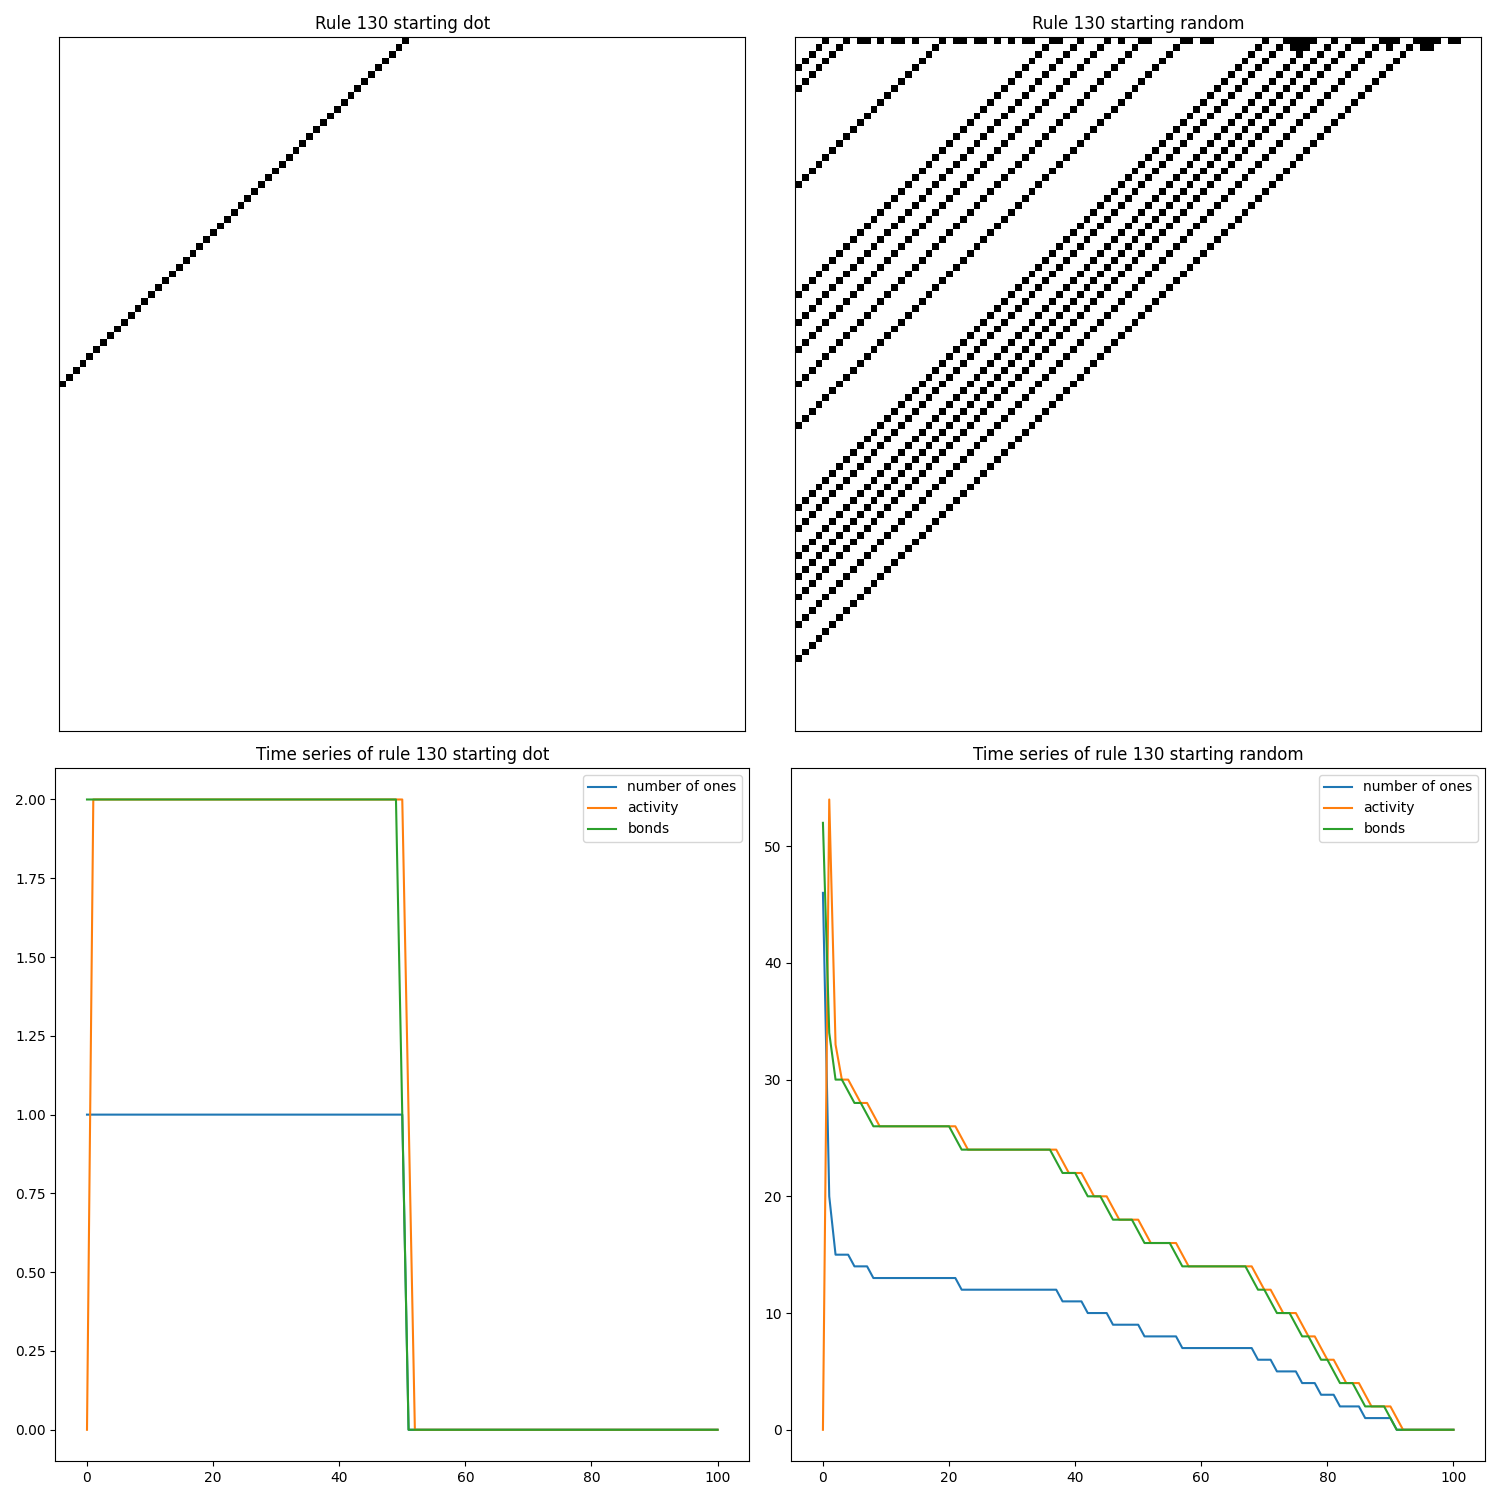 Rule 130 starting dot
Rule 130 starting random
Time series of rule 130 starting dot
number of ones
activity
bonds
2.00
1.75
1.50
1.25
1.00
0.75
0.50
0.25
0.00
0 20 40 60 80 100
Time series of rule 130 starting random
number of ones
activity
bonds
50
40
30
20
10
0
0 20 40 60 80 100